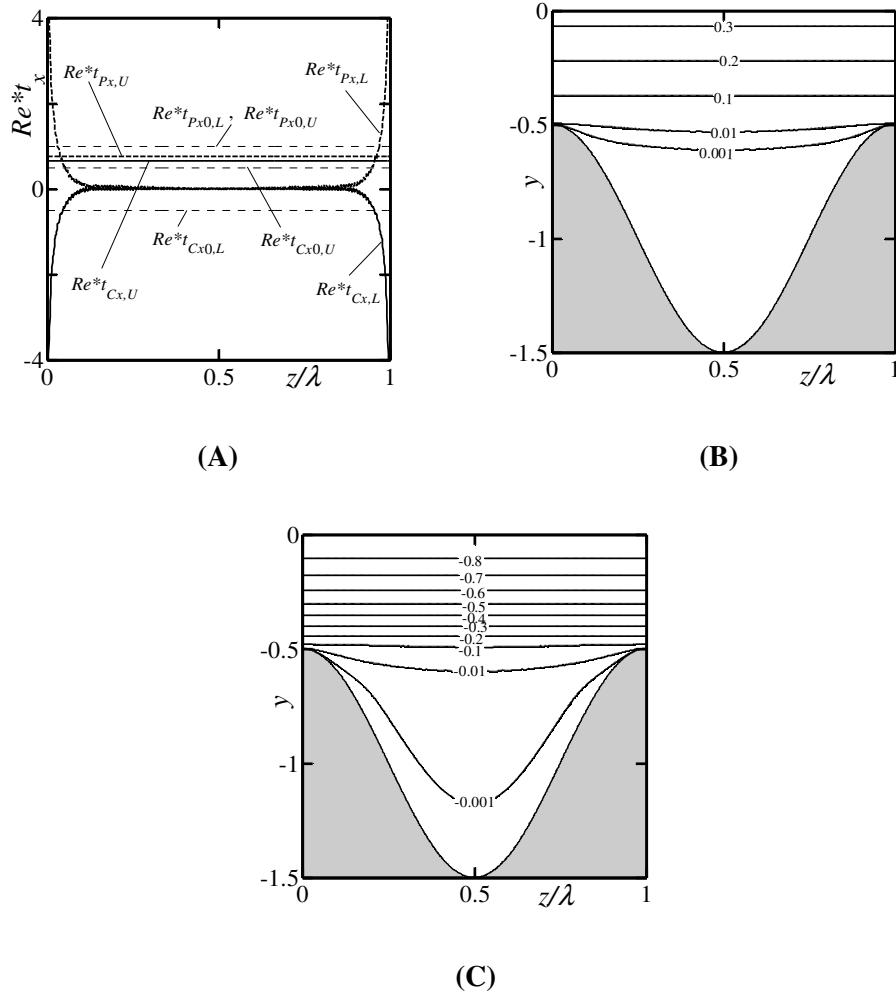 4
Re*t_{Px,U}
Re*t_{Px0,L} , Re*t_{Px0,U}
Re*t_{Px,L}
Re*t_x
0
Re*t_{Cx0,L}
Re*t_{Cx0,U}
Re*t_{Cx,U}
Re*t_{Cx,L}
-4
0
0.5
z/λ
1
(A)
0
0.3
0.2
0.1
-0.5
0.01
0.001
y
-1
-1.5
0
0.5
z/λ
1
(B)
0
-0.8
-0.7
-0.6
-0.5
-0.4
-0.3
-0.2
-0.1
-0.5
-0.01
y
-1
-0.001
-1.5
0
0.5
z/λ
1
(C)